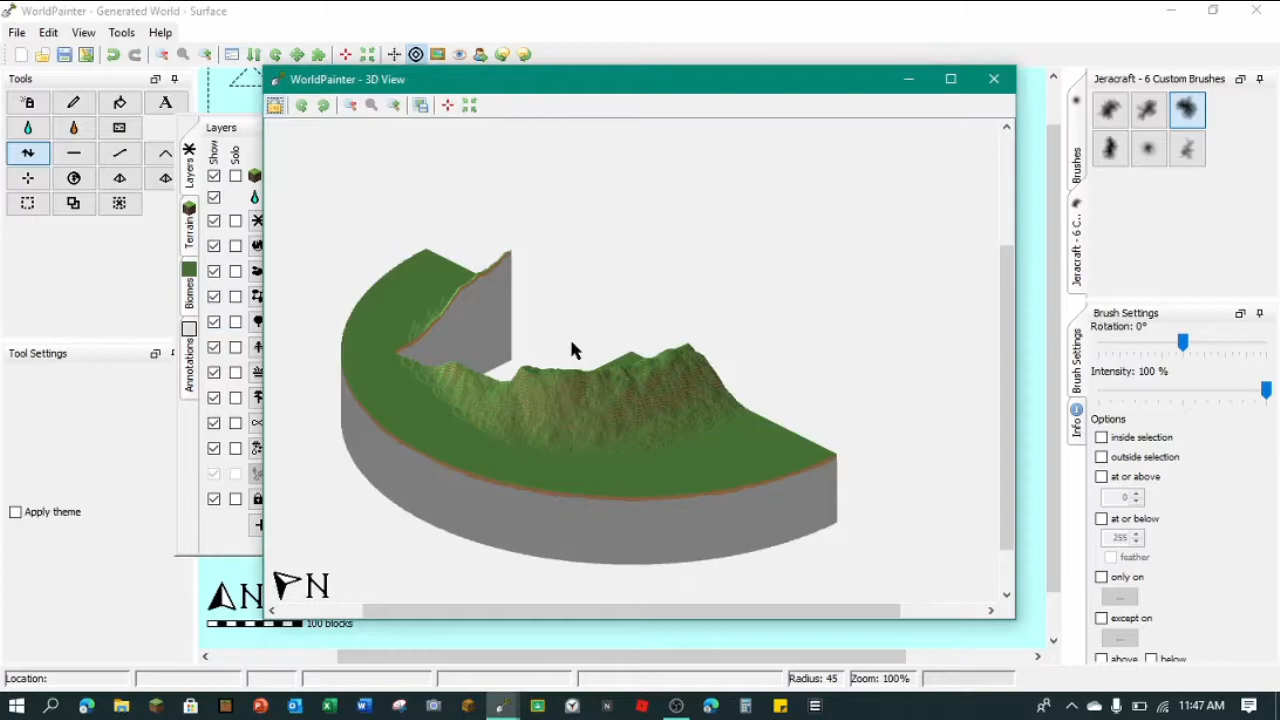 WorldPainter - Generated World - Surface
File Edit View Tools Help
Tools
WorldPainter - 3D View
Jeracraft - 6 Custom Brushes
A
Layers
Show
Solo
Layers
Terrain
Biomes
Annotations
Brushes
Jeracraft - 6 C...
Brush Settings
Info
Tool Settings
Apply theme
Brush Settings
Rotation: 0°
Intensity: 100 %
Options
inside selection
outside selection
at or above
0
at or below
255
feather
only on
...
except on
...
above below
N
N
100 blocks
Location:
Radius: 45
Zoom: 100%
11:47 AM